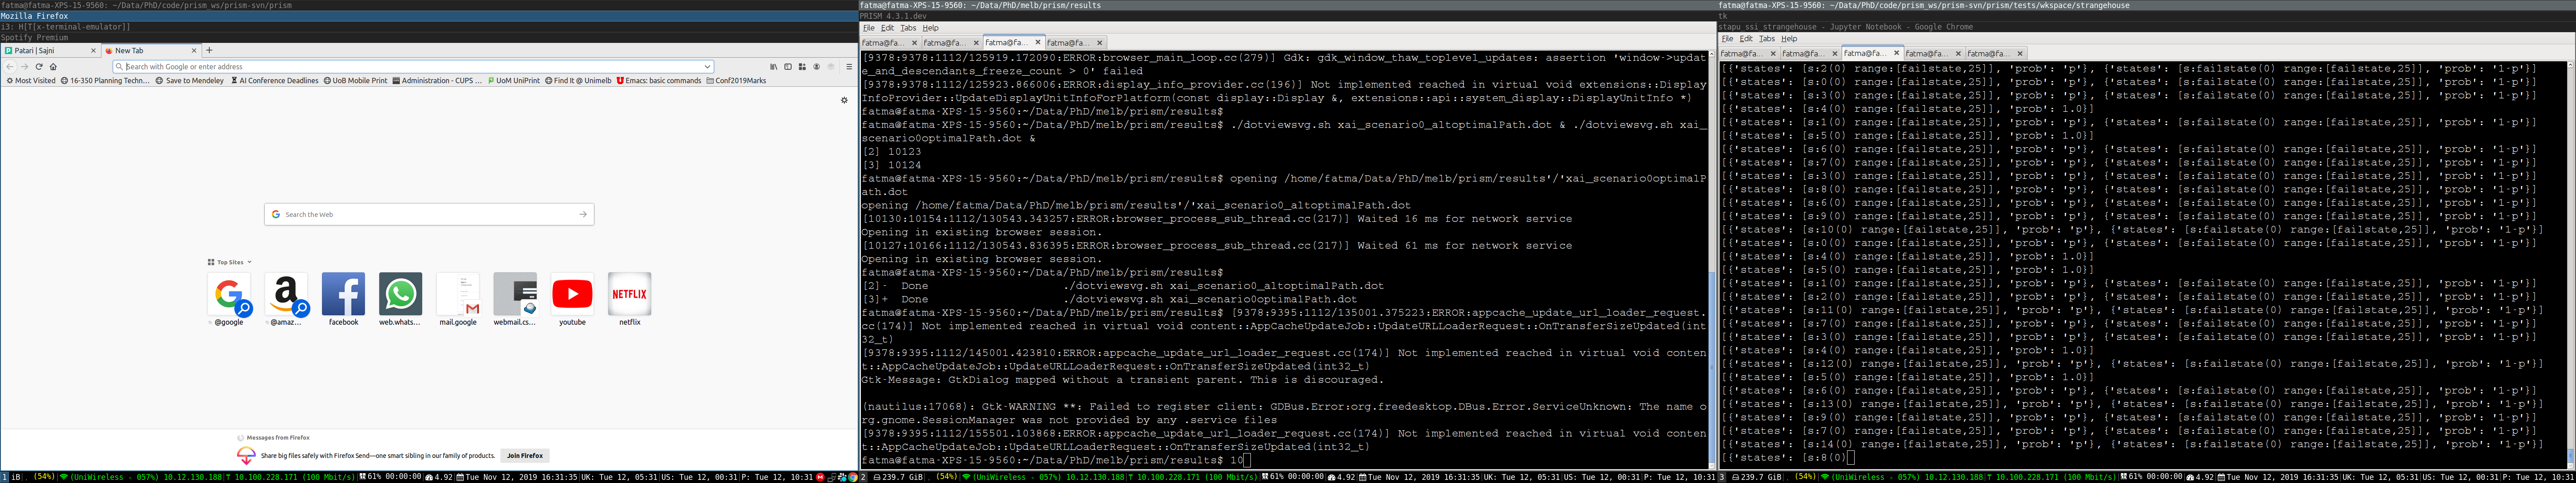 fatma@fatma-XPS-15-9560: ~/Data/PhD/code/prism_ws/prism-svn/prism
Mozilla Firefox
i3: H[T[x-terminal-emulator]]
Spotify Premium
Patari | Sajni
New Tab
Search with Google or enter address
Most Visited 16-350 Planning Techn… Save to Mendeley AI Conference Deadlines UoB Mobile Print Administration - CUPS … UoM UniPrint Find It @ Unimelb Emacs: basic commands Conf2019Marks
Search the Web
Top Sites
@google @amaz… facebook web.whats… mail.google webmail.cs… youtube netflix
NETFLIX
Messages from Firefox
Share big files safely with Firefox Send—one smart sibling in our family of products. Join Firefox
1 iB| (54%)|(UniWireless - 057%) 10.12.130.188|T 10.100.228.171 (100 Mbit/s)|61% 00:00:00|4.92|Tue Nov 12, 2019 16:31:35|UK: Tue 12, 05:31|US: Tue 12, 00:31|P: Tue 12, 10:31
fatma@fatma-XPS-15-9560: ~/Data/PhD/melb/prism/results
PRISM 4.3.1.dev
File Edit Tabs Help
fatma@fa… fatma@fa… fatma@fa… fatma@fa…
[9378:9378:1112/125919.172090:ERROR:browser_main_loop.cc(279)] Gdk: gdk_window_thaw_toplevel_updates: assertion 'window->updat
e_and_descendants_freeze_count > 0' failed
[9378:9378:1112/125923.866006:ERROR:display_info_provider.cc(196)] Not implemented reached in virtual void extensions::Display
InfoProvider::UpdateDisplayUnitInfoForPlatform(const display::Display &, extensions::api::system_display::DisplayUnitInfo *)
fatma@fatma-XPS-15-9560:~/Data/PhD/melb/prism/results$
fatma@fatma-XPS-15-9560:~/Data/PhD/melb/prism/results$ ./dotviewsvg.sh xai_scenario0_altoptimalPath.dot & ./dotviewsvg.sh xai_
scenario0optimalPath.dot &
[2] 10123
[3] 10124
fatma@fatma-XPS-15-9560:~/Data/PhD/melb/prism/results$ opening /home/fatma/Data/PhD/melb/prism/results'/'xai_scenario0optimalP
ath.dot
opening /home/fatma/Data/PhD/melb/prism/results'/'xai_scenario0_altoptimalPath.dot
[10130:10154:1112/130543.343257:ERROR:browser_process_sub_thread.cc(217)] Waited 16 ms for network service
Opening in existing browser session.
[10127:10166:1112/130543.836395:ERROR:browser_process_sub_thread.cc(217)] Waited 61 ms for network service
Opening in existing browser session.
fatma@fatma-XPS-15-9560:~/Data/PhD/melb/prism/results$
[2]- Done ./dotviewsvg.sh xai_scenario0_altoptimalPath.dot
[3]+ Done ./dotviewsvg.sh xai_scenario0optimalPath.dot
fatma@fatma-XPS-15-9560:~/Data/PhD/melb/prism/results$ [9378:9395:1112/135001.375223:ERROR:appcache_update_url_loader_request.
cc(174)] Not implemented reached in virtual void content::AppCacheUpdateJob::UpdateURLLoaderRequest::OnTransferSizeUpdated(int
32_t)
[9378:9395:1112/145001.423810:ERROR:appcache_update_url_loader_request.cc(174)] Not implemented reached in virtual void conten
t::AppCacheUpdateJob::UpdateURLLoaderRequest::OnTransferSizeUpdated(int32_t)
Gtk-Message: GtkDialog mapped without a transient parent. This is discouraged.
(nautilus:17068): Gtk-WARNING **: Failed to register client: GDBus.Error:org.freedesktop.DBus.Error.ServiceUnknown: The name o
rg.gnome.SessionManager was not provided by any .service files
[9378:9395:1112/155501.103868:ERROR:appcache_update_url_loader_request.cc(174)] Not implemented reached in virtual void conten
t::AppCacheUpdateJob::UpdateURLLoaderRequest::OnTransferSizeUpdated(int32_t)
fatma@fatma-XPS-15-9560:~/Data/PhD/melb/prism/results$ 10
2 239.7 GiB| (54%)|(UniWireless - 057%) 10.12.130.188|T 10.100.228.171 (100 Mbit/s)|61% 00:00:00|4.92|Tue Nov 12, 2019 16:31:35|UK: Tue 12, 05:31|US: Tue 12, 00:31|P: Tue 12, 10:31
fatma@fatma-XPS-15-9560: ~/Data/PhD/code/prism_ws/prism-svn/prism/tests/wkspace/strangehouse
tk
stapu_ssi_strangehouse - Jupyter Notebook - Google Chrome
File Edit Tabs Help
fatma@fa… fatma@fa… fatma@fa… fatma@fa… fatma@fa…
[{'states': [s:2(0) range:[failstate,25]], 'prob': 'p'}, {'states': [s:failstate(0) range:[failstate,25]], 'prob': '1-p'}]
[{'states': [s:0(0) range:[failstate,25]], 'prob': 'p'}, {'states': [s:failstate(0) range:[failstate,25]], 'prob': '1-p'}]
[{'states': [s:3(0) range:[failstate,25]], 'prob': 'p'}, {'states': [s:failstate(0) range:[failstate,25]], 'prob': '1-p'}]
[{'states': [s:4(0) range:[failstate,25]], 'prob': 1.0}]
[{'states': [s:1(0) range:[failstate,25]], 'prob': 'p'}, {'states': [s:failstate(0) range:[failstate,25]], 'prob': '1-p'}]
[{'states': [s:5(0) range:[failstate,25]], 'prob': 1.0}]
[{'states': [s:6(0) range:[failstate,25]], 'prob': 'p'}, {'states': [s:failstate(0) range:[failstate,25]], 'prob': '1-p'}]
[{'states': [s:7(0) range:[failstate,25]], 'prob': 'p'}, {'states': [s:failstate(0) range:[failstate,25]], 'prob': '1-p'}]
[{'states': [s:3(0) range:[failstate,25]], 'prob': 'p'}, {'states': [s:failstate(0) range:[failstate,25]], 'prob': '1-p'}]
[{'states': [s:8(0) range:[failstate,25]], 'prob': 'p'}, {'states': [s:failstate(0) range:[failstate,25]], 'prob': '1-p'}]
[{'states': [s:6(0) range:[failstate,25]], 'prob': 'p'}, {'states': [s:failstate(0) range:[failstate,25]], 'prob': '1-p'}]
[{'states': [s:9(0) range:[failstate,25]], 'prob': 'p'}, {'states': [s:failstate(0) range:[failstate,25]], 'prob': '1-p'}]
[{'states': [s:10(0) range:[failstate,25]], 'prob': 'p'}, {'states': [s:failstate(0) range:[failstate,25]], 'prob': '1-p'}]
[{'states': [s:0(0) range:[failstate,25]], 'prob': 'p'}, {'states': [s:failstate(0) range:[failstate,25]], 'prob': '1-p'}]
[{'states': [s:4(0) range:[failstate,25]], 'prob': 1.0}]
[{'states': [s:5(0) range:[failstate,25]], 'prob': 1.0}]
[{'states': [s:1(0) range:[failstate,25]], 'prob': 'p'}, {'states': [s:failstate(0) range:[failstate,25]], 'prob': '1-p'}]
[{'states': [s:2(0) range:[failstate,25]], 'prob': 'p'}, {'states': [s:failstate(0) range:[failstate,25]], 'prob': '1-p'}]
[{'states': [s:11(0) range:[failstate,25]], 'prob': 'p'}, {'states': [s:failstate(0) range:[failstate,25]], 'prob': '1-p'}]
[{'states': [s:7(0) range:[failstate,25]], 'prob': 'p'}, {'states': [s:failstate(0) range:[failstate,25]], 'prob': '1-p'}]
[{'states': [s:3(0) range:[failstate,25]], 'prob': 'p'}, {'states': [s:failstate(0) range:[failstate,25]], 'prob': '1-p'}]
[{'states': [s:4(0) range:[failstate,25]], 'prob': 1.0}]
[{'states': [s:12(0) range:[failstate,25]], 'prob': 'p'}, {'states': [s:failstate(0) range:[failstate,25]], 'prob': '1-p'}]
[{'states': [s:5(0) range:[failstate,25]], 'prob': 1.0}]
[{'states': [s:6(0) range:[failstate,25]], 'prob': 'p'}, {'states': [s:failstate(0) range:[failstate,25]], 'prob': '1-p'}]
[{'states': [s:13(0) range:[failstate,25]], 'prob': 'p'}, {'states': [s:failstate(0) range:[failstate,25]], 'prob': '1-p'}]
[{'states': [s:9(0) range:[failstate,25]], 'prob': 'p'}, {'states': [s:failstate(0) range:[failstate,25]], 'prob': '1-p'}]
[{'states': [s:7(0) range:[failstate,25]], 'prob': 'p'}, {'states': [s:failstate(0) range:[failstate,25]], 'prob': '1-p'}]
[{'states': [s:14(0) range:[failstate,25]], 'prob': 'p'}, {'states': [s:failstate(0) range:[failstate,25]], 'prob': '1-p'}]
[{'states': [s:8(0)
3 239.7 GiB| (54%)|(UniWireless - 057%) 10.12.130.188|T 10.100.228.171 (100 Mbit/s)|61% 00:00:00|4.92|Tue Nov 12, 2019 16:31:35|UK: Tue 12, 05:31|US: Tue 12, 00:31|P: Tue 12, 10:31